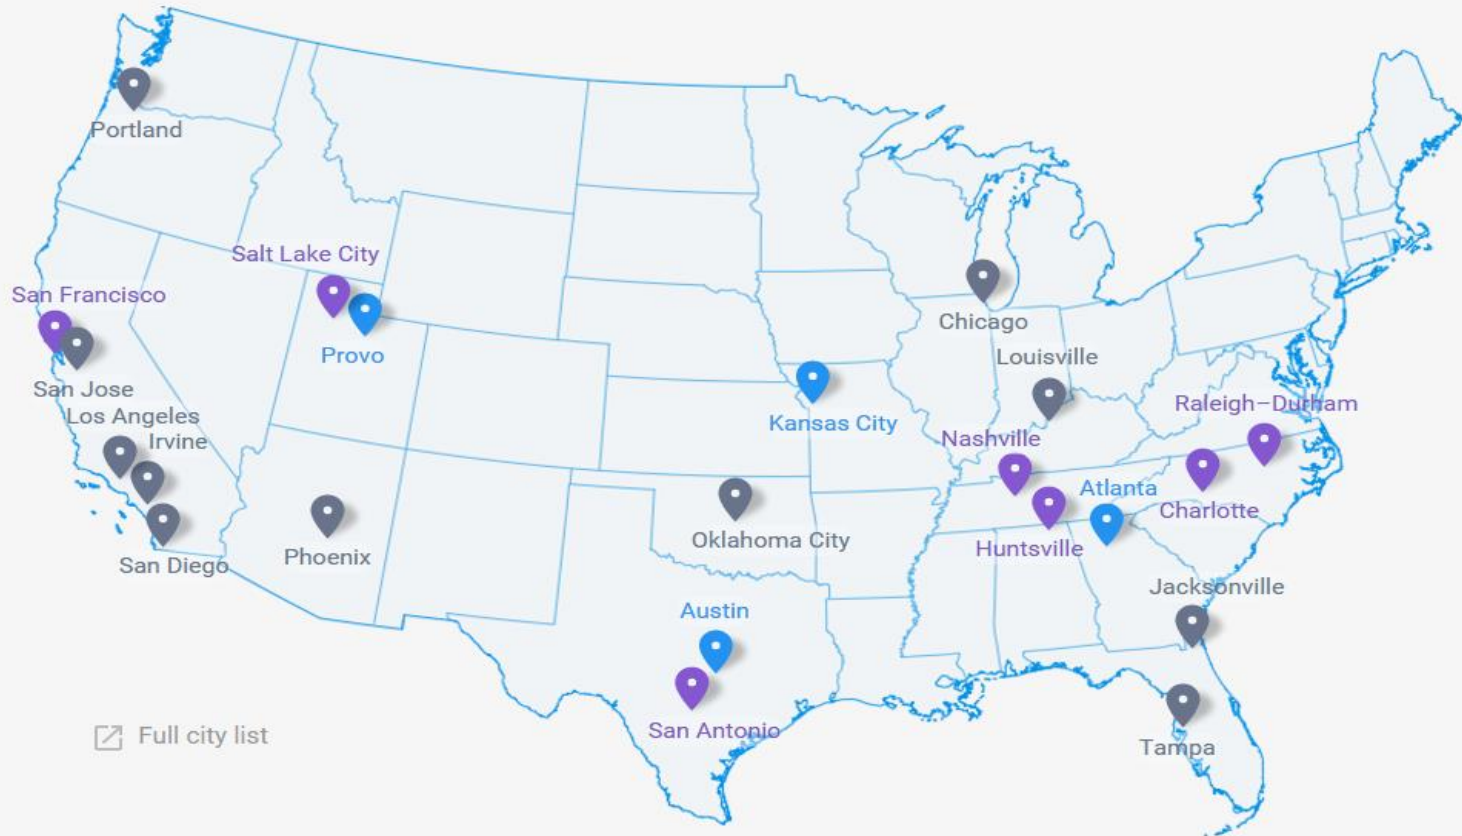 Portland
Salt Lake City
San Francisco
Provo
San Jose
Los Angeles
Irvine
San Diego
Phoenix
Chicago
Louisville
Kansas City
Raleigh–Durham
Nashville
Atlanta
Charlotte
Huntsville
Oklahoma City
Jacksonville
Austin
San Antonio
Tampa
Full city list